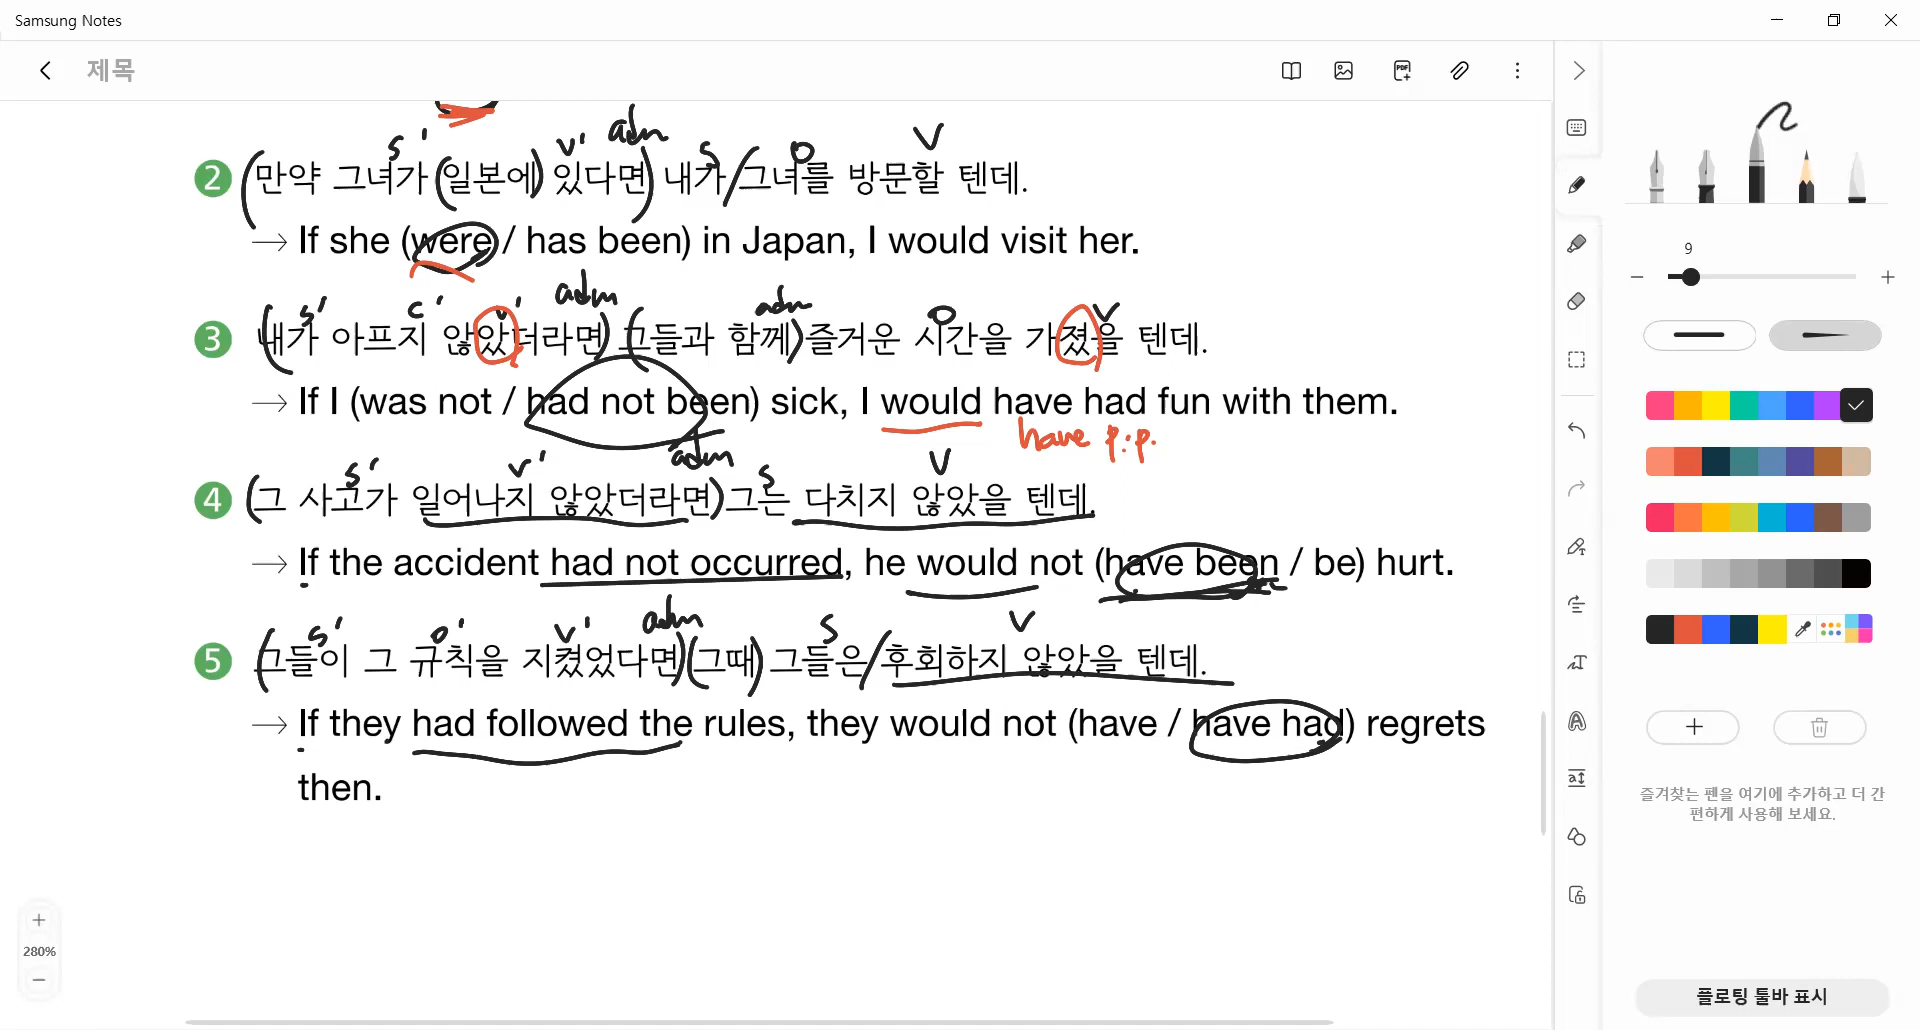 Samsung Notes
제목
s' v' adm s o V
2 (만약 그녀가 (일본에) 있다면) 내가 / 그녀를 방문할 텐데.
→ If she (were / has been) in Japan, I would visit her.
s' c' v' adm adm o V
3 (내가 아프지 않았더라면) (그들과 함께) 즐거운 시간을 가졌을 텐데.
→ If I (was not / had not been) sick, I would have had fun with them.
have p.p.
s' v' adm s V
4 (그 사고가 일어나지 않았더라면) 그는 다치지 않았을 텐데.
→ If the accident had not occurred, he would not (have been / be) hurt.
s' o' v' adm s V
5 (그들이 그 규칙을 지켰었다면) (그때) 그들은 / 후회하지 않았을 텐데.
→ If they had followed the rules, they would not (have / have had) regrets
then.
280%
9
즐겨찾는 펜을 여기에 추가하고 더 간
편하게 사용해 보세요.
플로팅 툴바 표시